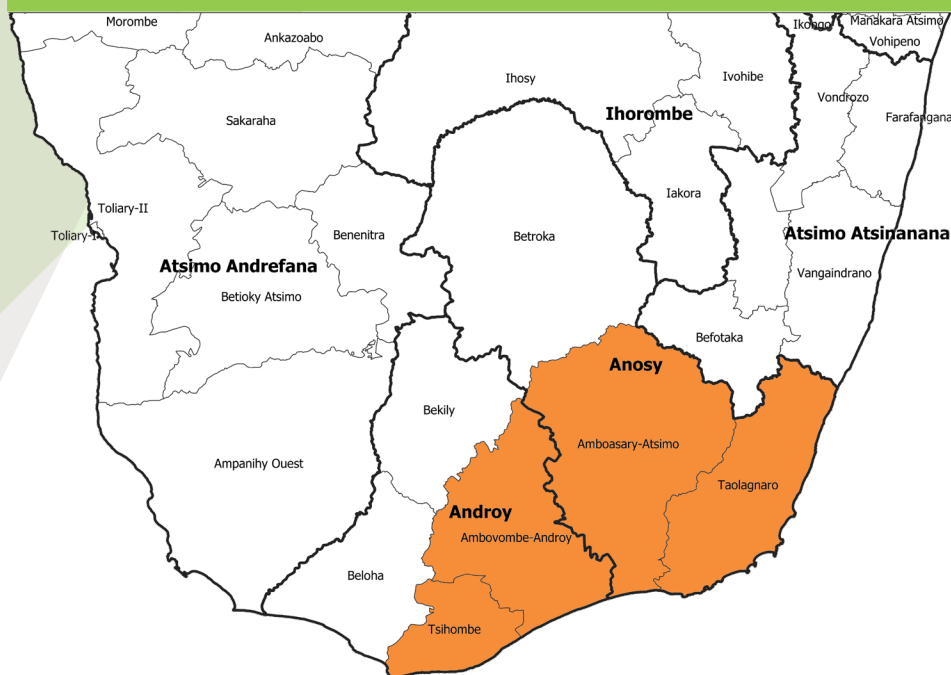 Morombe
Ikongo
Manakara Atsimo
Ankazoabo
Vohipeno
Ihosy
Ivohibe
Vondrozo
Sakaraha
Ihorombe
Farafangana
Iakora
Toliary-II
Toliary-I
Benenitra
Betroka
Atsimo Atsinanana
Atsimo Andrefana
Vangaindrano
Betioky Atsimo
Befotaka
Anosy
Bekily
Amboasary-Atsimo
Ampanihy Ouest
Taolagnaro
Androy
Ambovombe-Androy
Beloha
Tsihombe